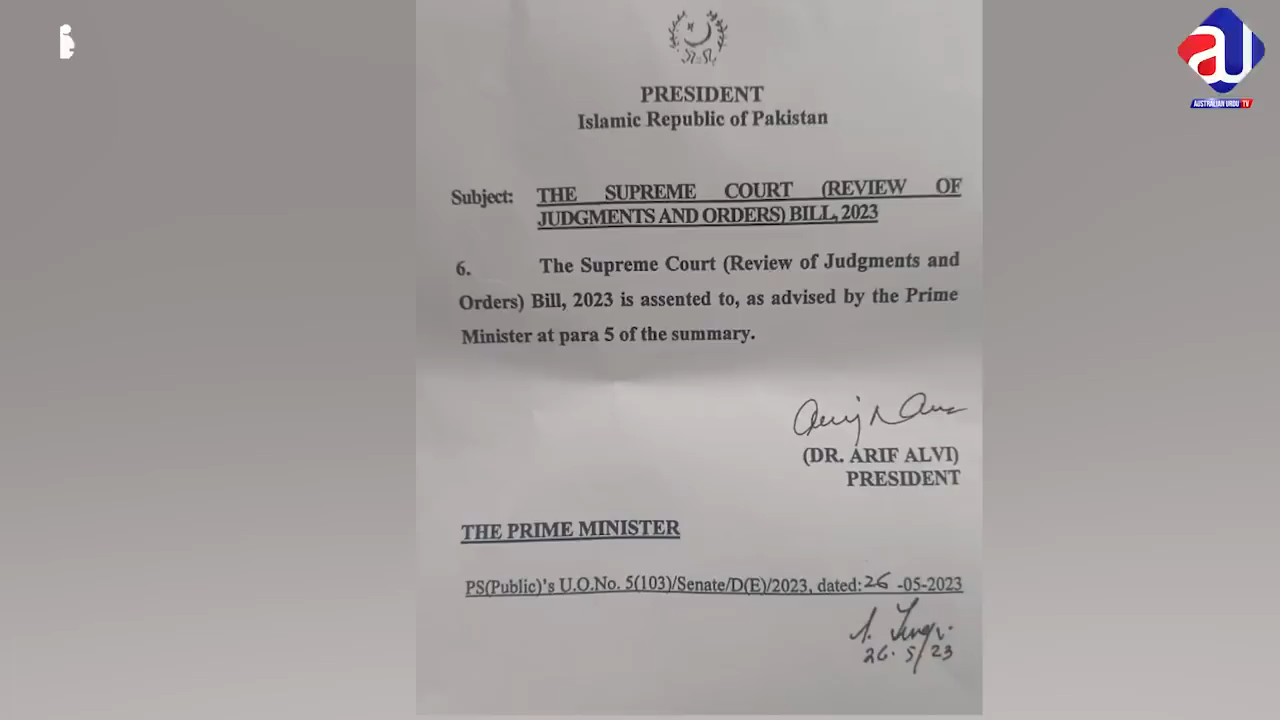 AUSTRALIAN URDU TV
PRESIDENT
Islamic Republic of Pakistan
Subject: THE SUPREME COURT (REVIEW OF
JUDGMENTS AND ORDERS) BILL, 2023
6. The Supreme Court (Review of Judgments and
Orders) Bill, 2023 is assented to, as advised by the Prime
Minister at para 5 of the summary.
(DR. ARIF ALVI)
PRESIDENT
THE PRIME MINISTER
PS(Public)'s U.O.No. 5(103)/Senate/D(E)/2023, dated: 26 -05-2023
26. 5/23